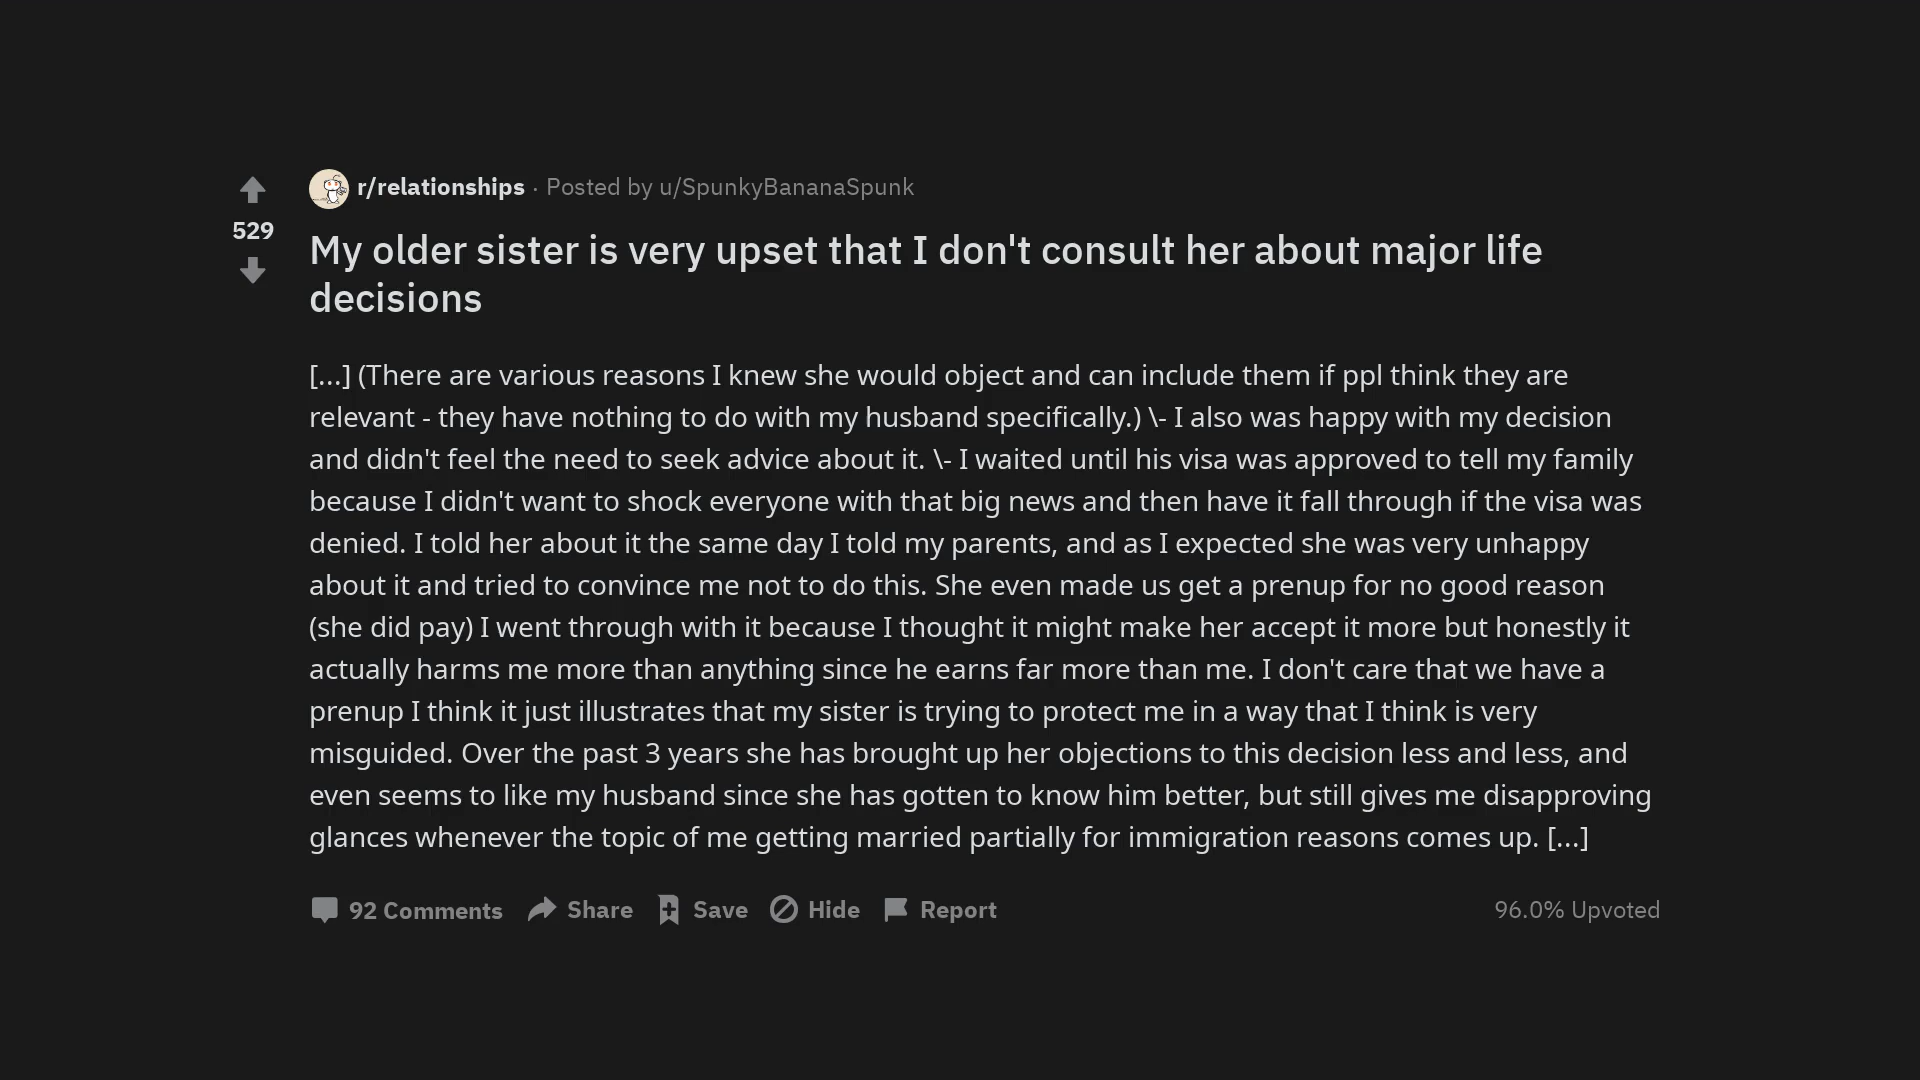 r/relationships · Posted by u/SpunkyBananaSpunk
529
My older sister is very upset that I don't consult her about major life
decisions
[...] (There are various reasons I knew she would object and can include them if ppl think they are
relevant - they have nothing to do with my husband specifically.) \- I also was happy with my decision
and didn't feel the need to seek advice about it. \- I waited until his visa was approved to tell my family
because I didn't want to shock everyone with that big news and then have it fall through if the visa was
denied. I told her about it the same day I told my parents, and as I expected she was very unhappy
about it and tried to convince me not to do this. She even made us get a prenup for no good reason
(she did pay) I went through with it because I thought it might make her accept it more but honestly it
actually harms me more than anything since he earns far more than me. I don't care that we have a
prenup I think it just illustrates that my sister is trying to protect me in a way that I think is very
misguided. Over the past 3 years she has brought up her objections to this decision less and less, and
even seems to like my husband since she has gotten to know him better, but still gives me disapproving
glances whenever the topic of me getting married partially for immigration reasons comes up. [...]
92 Comments Share Save Hide Report 96.0% Upvoted